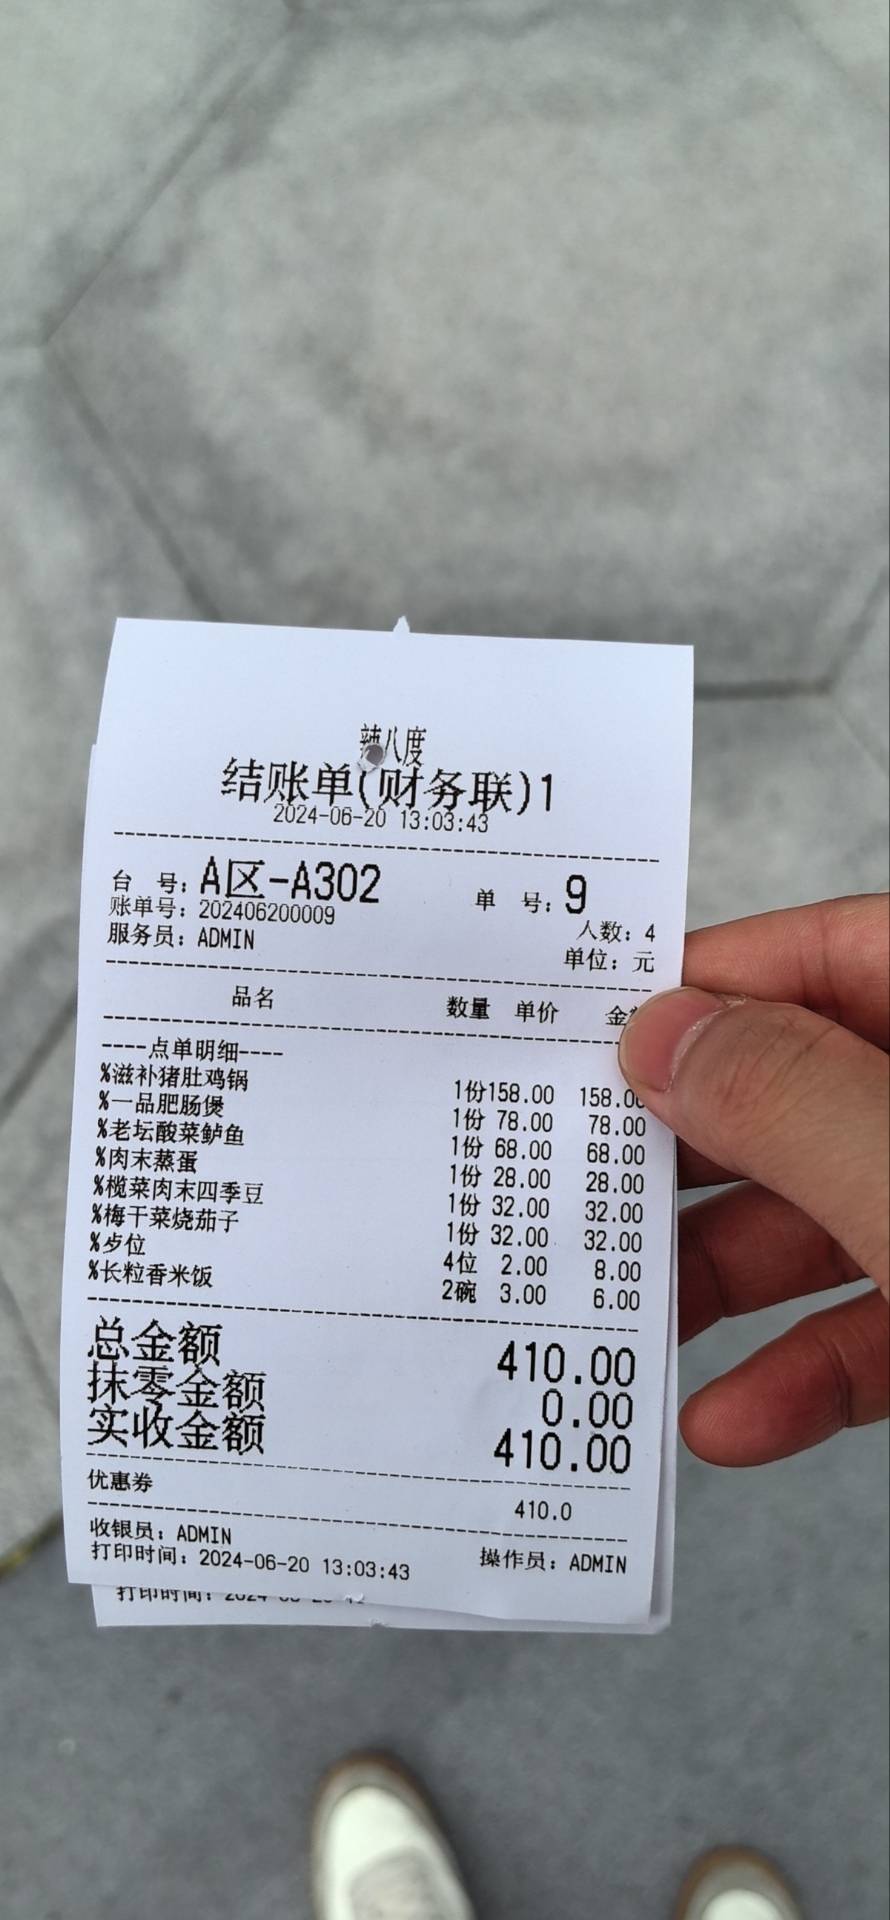 辣八度
结账单(财务联)1
2024-06-20 13:03:43
台 号: A区-A302 单 号: 9
账单号: 202406200009
人数: 4
服务员: ADMIN
单位: 元
品名 数量 单价 金
----点单明细----
%滋补猪肚鸡锅 1份 158.00 158.00
%一品肥肠煲 1份 78.00 78.00
%老坛酸菜鲈鱼 1份 68.00 68.00
%肉末蒸蛋 1份 28.00 28.00
%榄菜肉末四季豆 1份 32.00 32.00
%梅干菜烧茄子 1份 32.00 32.00
%歺位 4位 2.00 8.00
%长粒香米饭 2碗 3.00 6.00
总金额 410.00
抹零金额 0.00
实收金额 410.00
优惠券 410.0
收银员: ADMIN 操作员: ADMIN
打印时间: 2024-06-20 13:03:43
打印时间: